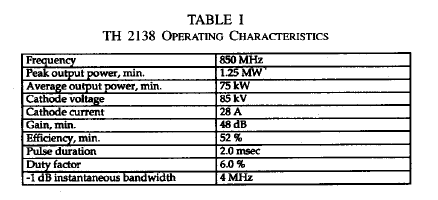 TABLE I
TH 2138 OPERATING CHARACTERISTICS
Frequency 850 MHz
Peak output power, min. 1.25 MW
Average output power, min. 75 kW
Cathode voltage 85 kV
Cathode current 28 A
Gain, min. 48 dB
Efficiency, min. 52 %
Pulse duration 2.0 msec
Duty factor 6.0 %
-1 dB instantaneous bandwidth 4 MHz